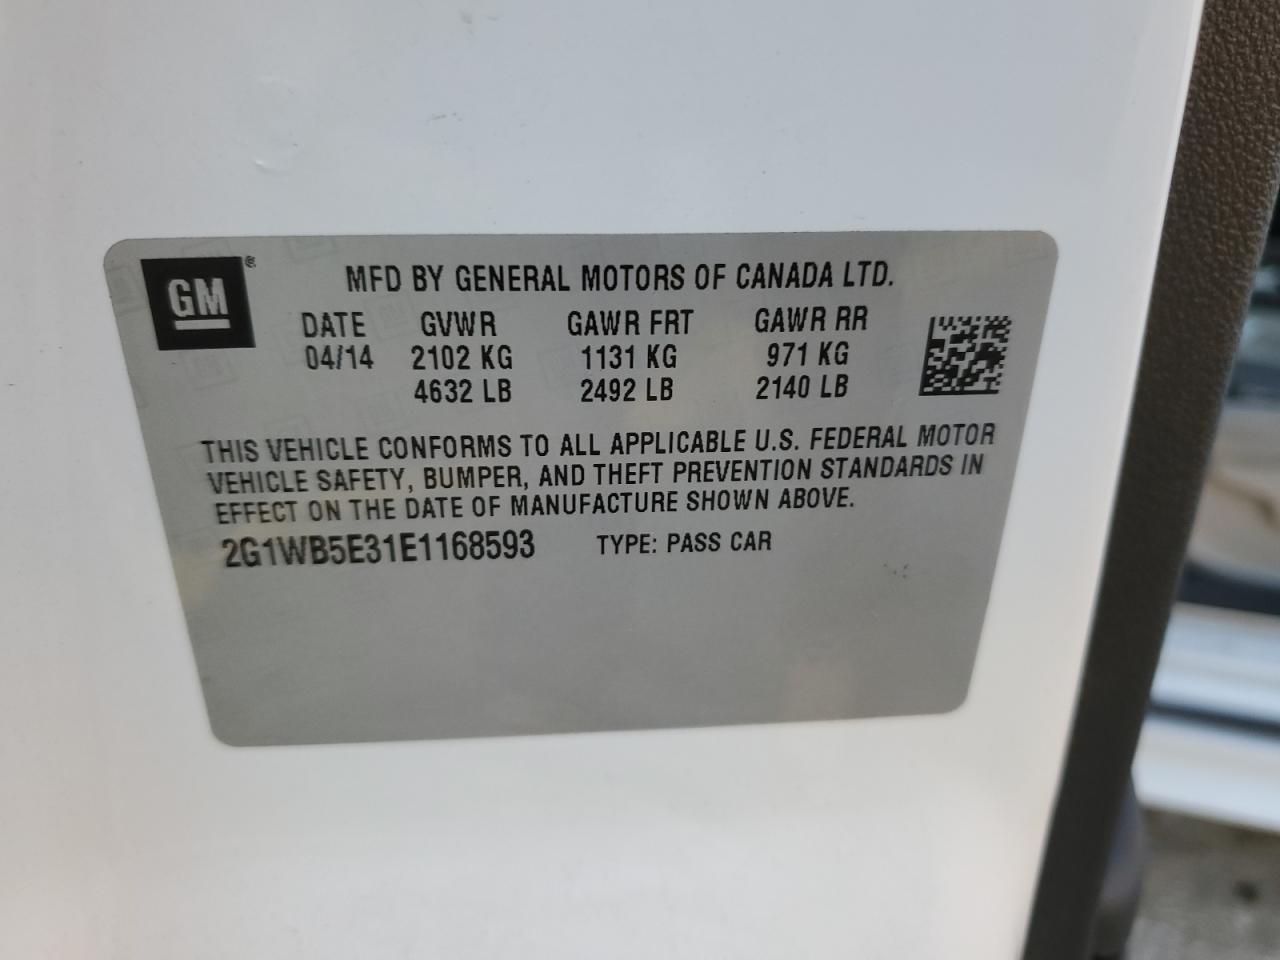 GM®
MFD BY GENERAL MOTORS OF CANADA LTD.
DATE GVWR GAWR FRT GAWR RR
04/14 2102 KG 1131 KG 971 KG
4632 LB 2492 LB 2140 LB
THIS VEHICLE CONFORMS TO ALL APPLICABLE U.S. FEDERAL MOTOR
VEHICLE SAFETY, BUMPER, AND THEFT PREVENTION STANDARDS IN
EFFECT ON THE DATE OF MANUFACTURE SHOWN ABOVE.
2G1WB5E31E1168593 TYPE: PASS CAR